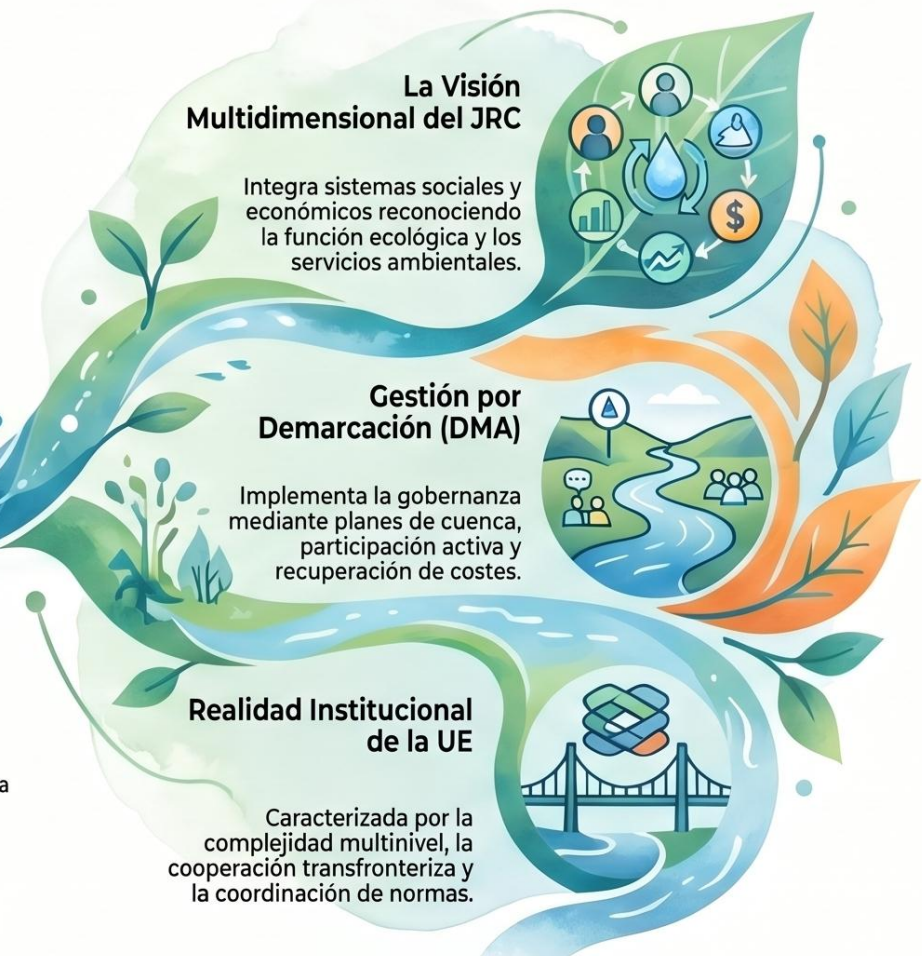 La Visión
Multidimensional del JRC
Integra sistemas sociales y
económicos reconociendo
la función ecológica y los
servicios ambientales.
$
Gestión por
Demarcación (DMA)
Implementa la gobernanza
mediante planes de cuenca,
participación activa y
recuperación de costes.
Realidad Institucional
de la UE
a
Caracterizada por la
complejidad multinivel, la
cooperación transfronteriza y
la coordinación de normas.